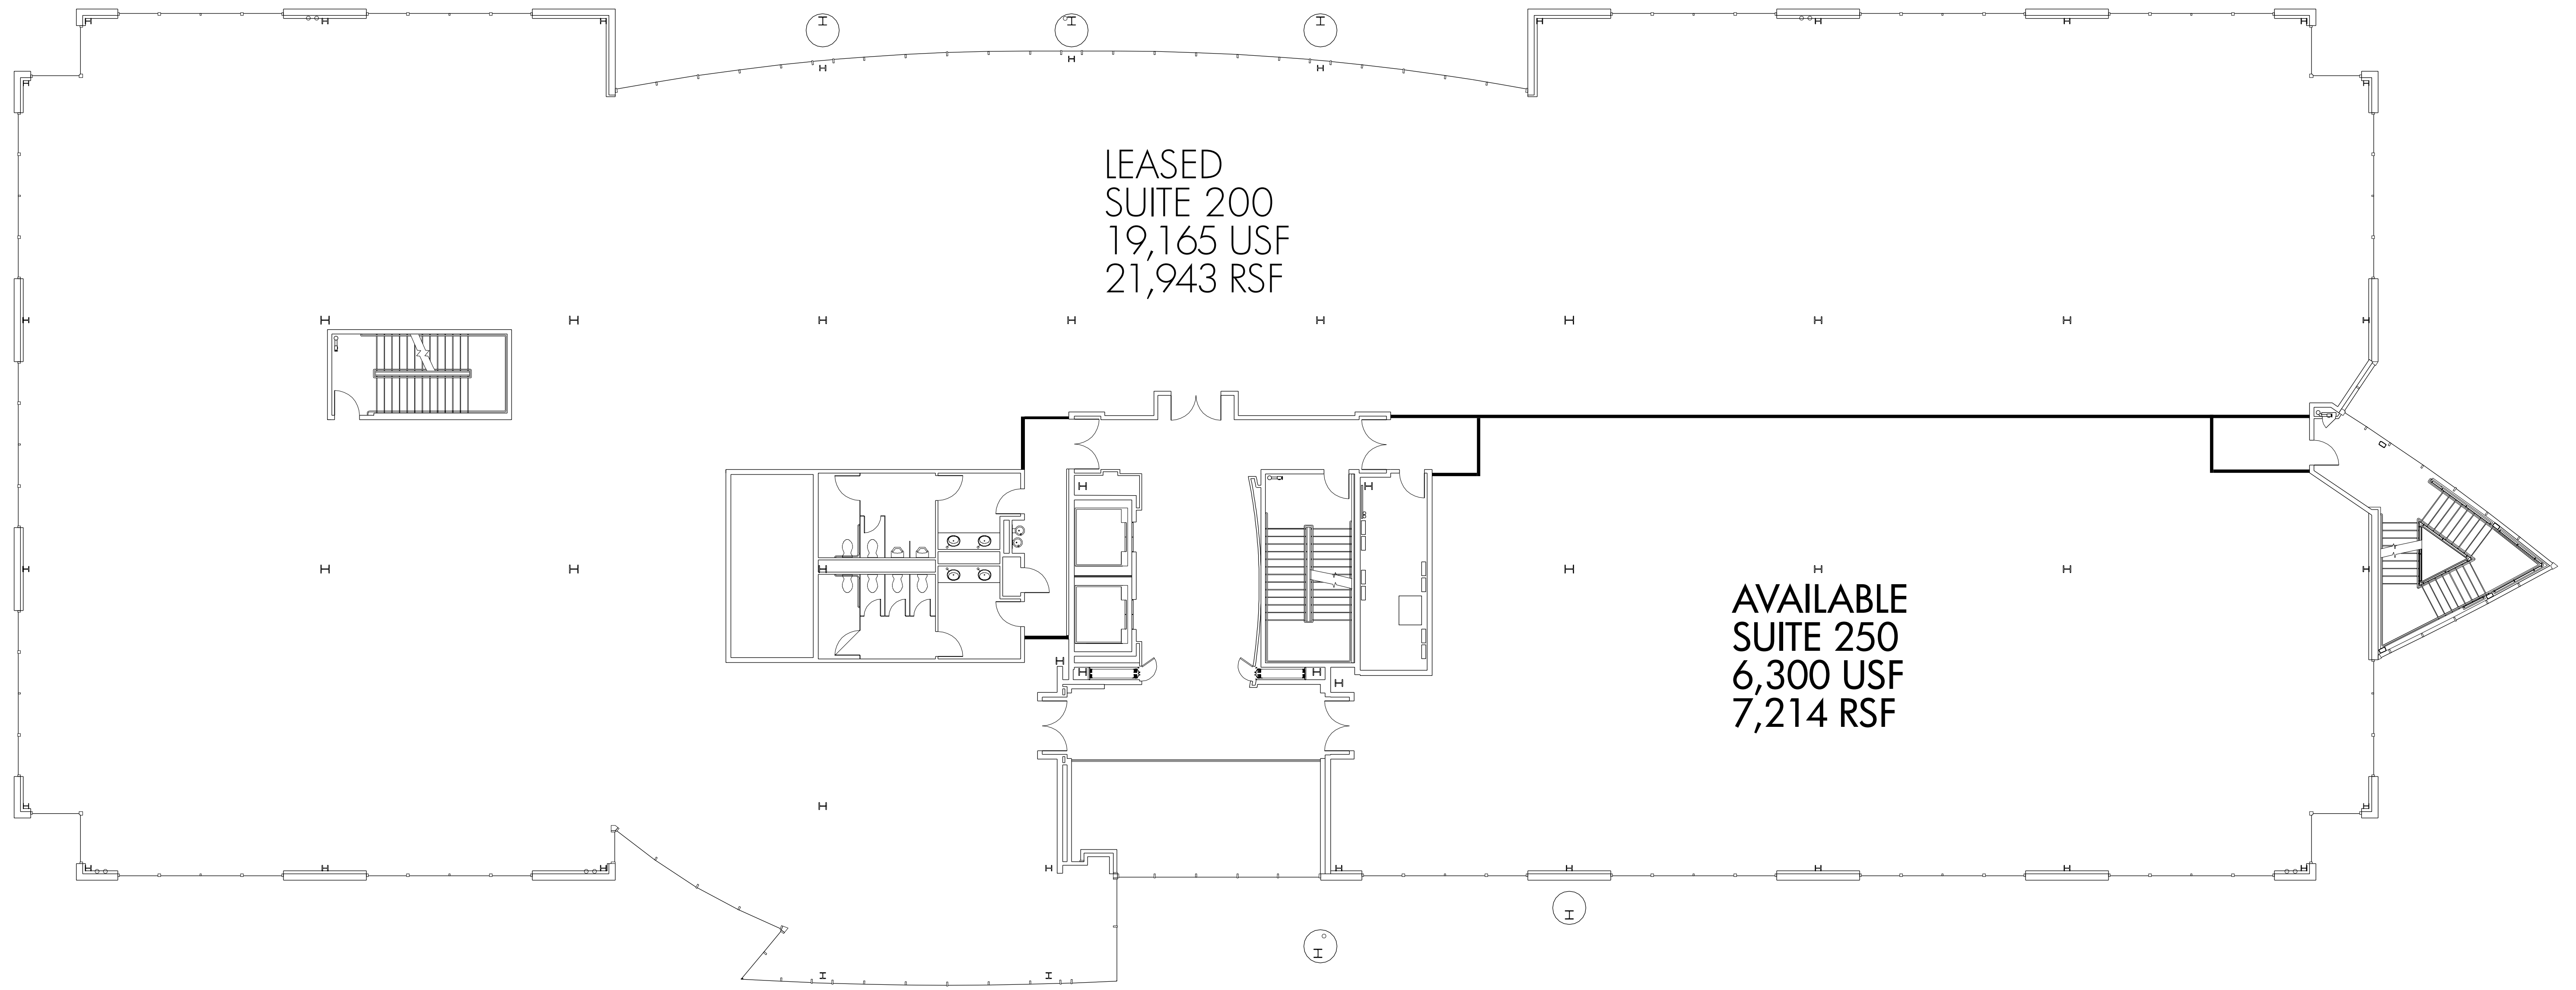 LEASED
SUITE 200
19,165 USF
21,943 RSF
AVAILABLE
SUITE 250
6,300 USF
7,214 RSF